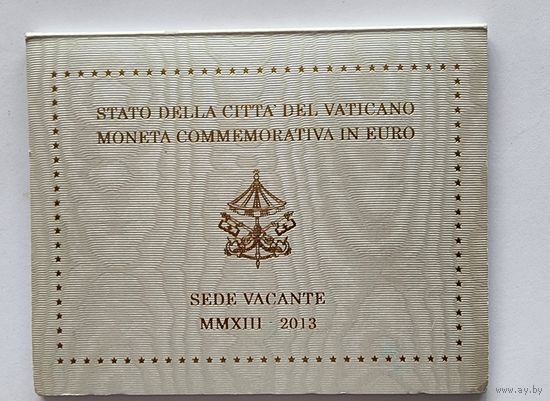 STATO DELLA CITTA' DEL VATICANO
MONETA COMMEMORATIVA IN EURO
SEDE VACANTE
MMXIII - 2013
www.ay.by